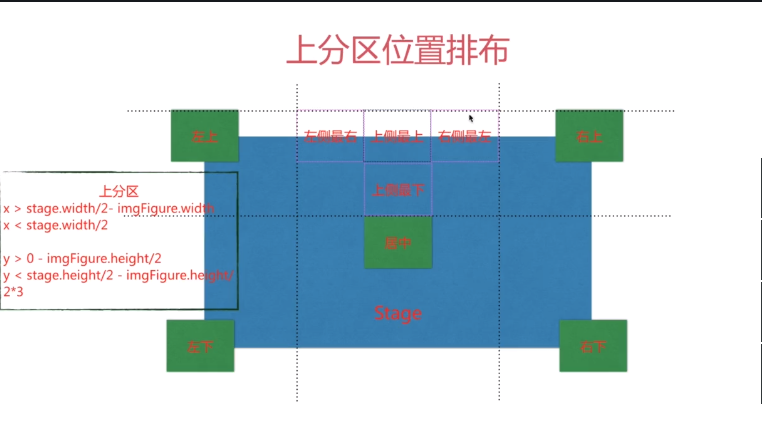 上分区位置排布
左上
左侧最右
上侧最上
右侧最左
右上
上分区
x > stage.width/2- imgFigure.width
x < stage.width/2
y > 0 - imgFigure.height/2
y < stage.height/2 - imgFigure.height/
2*3
上侧最下
居中
Stage
左下
右下